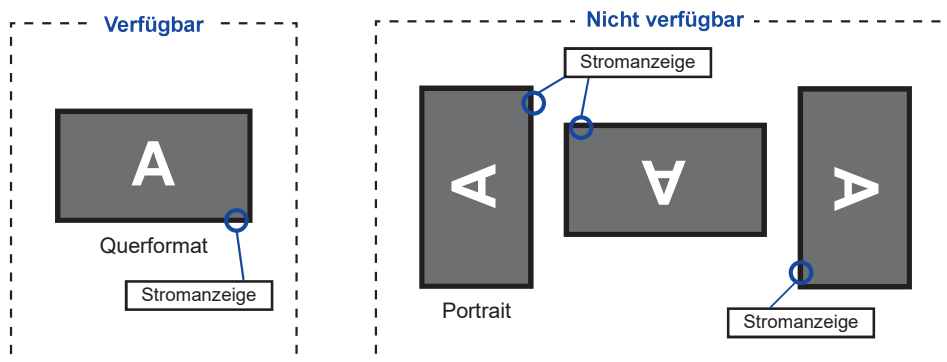 Verfügbar
A
Querformat
Stromanzeige
Nicht verfügbar
Stromanzeige
A
A
A
Portrait
Stromanzeige